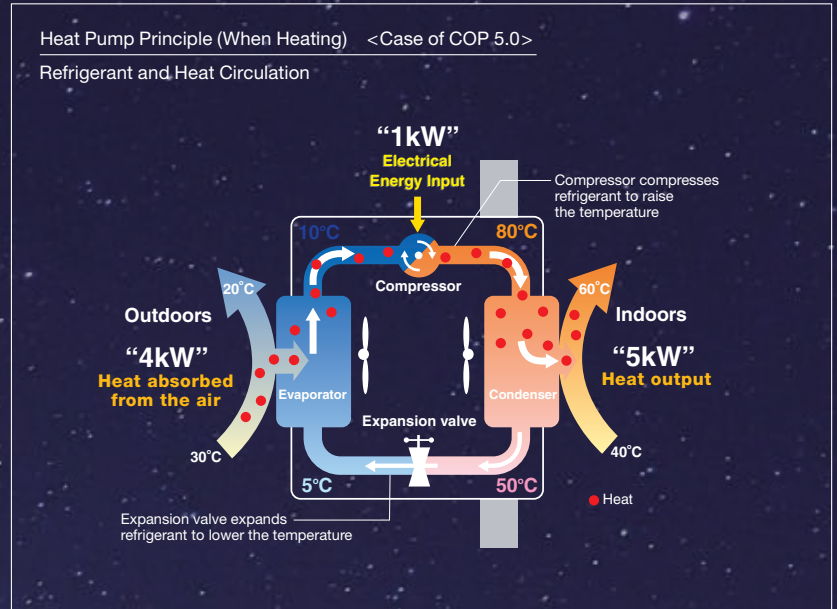 Heat Pump Principle (When Heating) <Case of COP 5.0>
Refrigerant and Heat Circulation
“1kW”
Electrical
Energy Input
Compressor compresses
refrigerant to raise
the temperature
10°C
80°C
Compressor
20°C
60°C
Outdoors
Indoors
“4kW”
Heat absorbed
from the air
“5kW”
Heat output
Evaporator
Condenser
Expansion valve
30°C
40°C
5°C
50°C
Heat
Expansion valve expands
refrigerant to lower the temperature